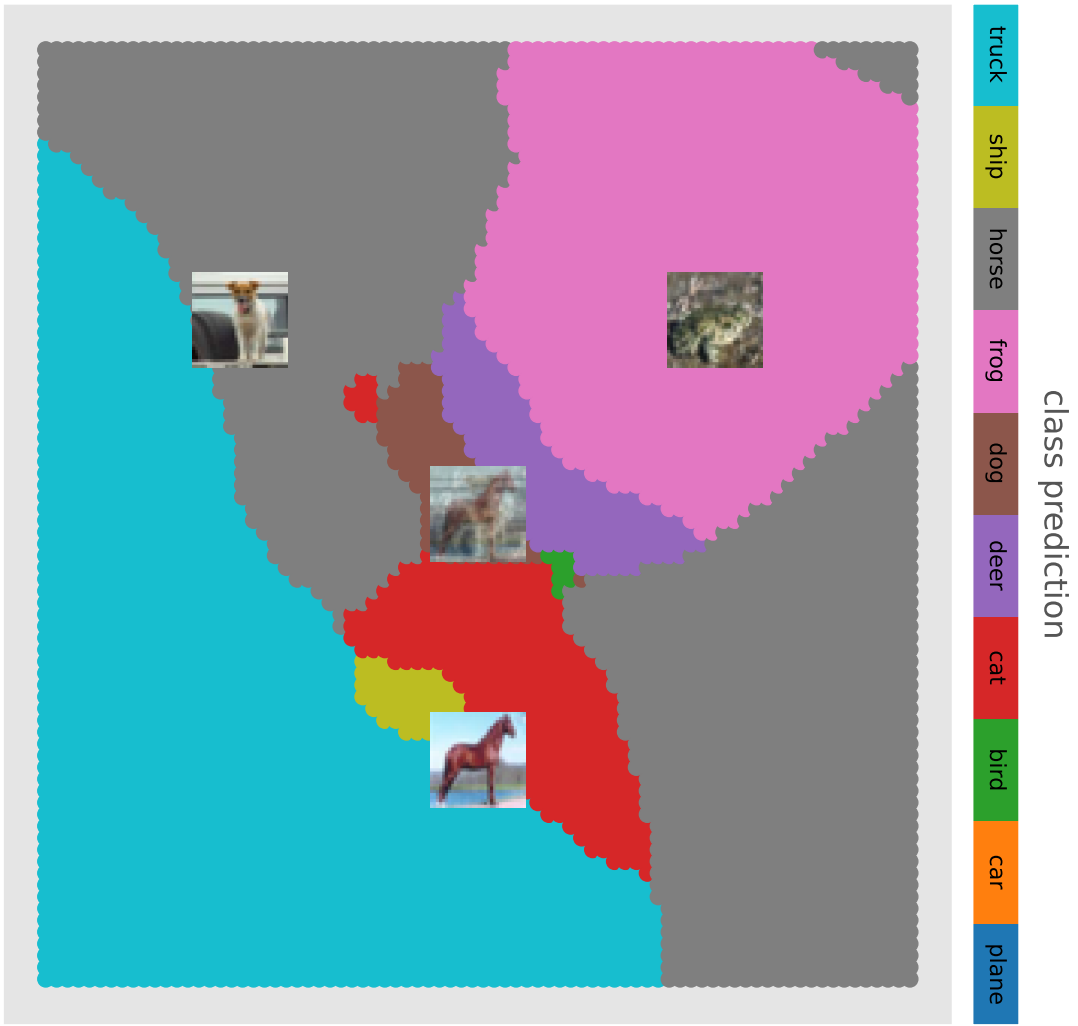 truck
ship
horse
frog
dog
deer
cat
bird
car
plane
class prediction